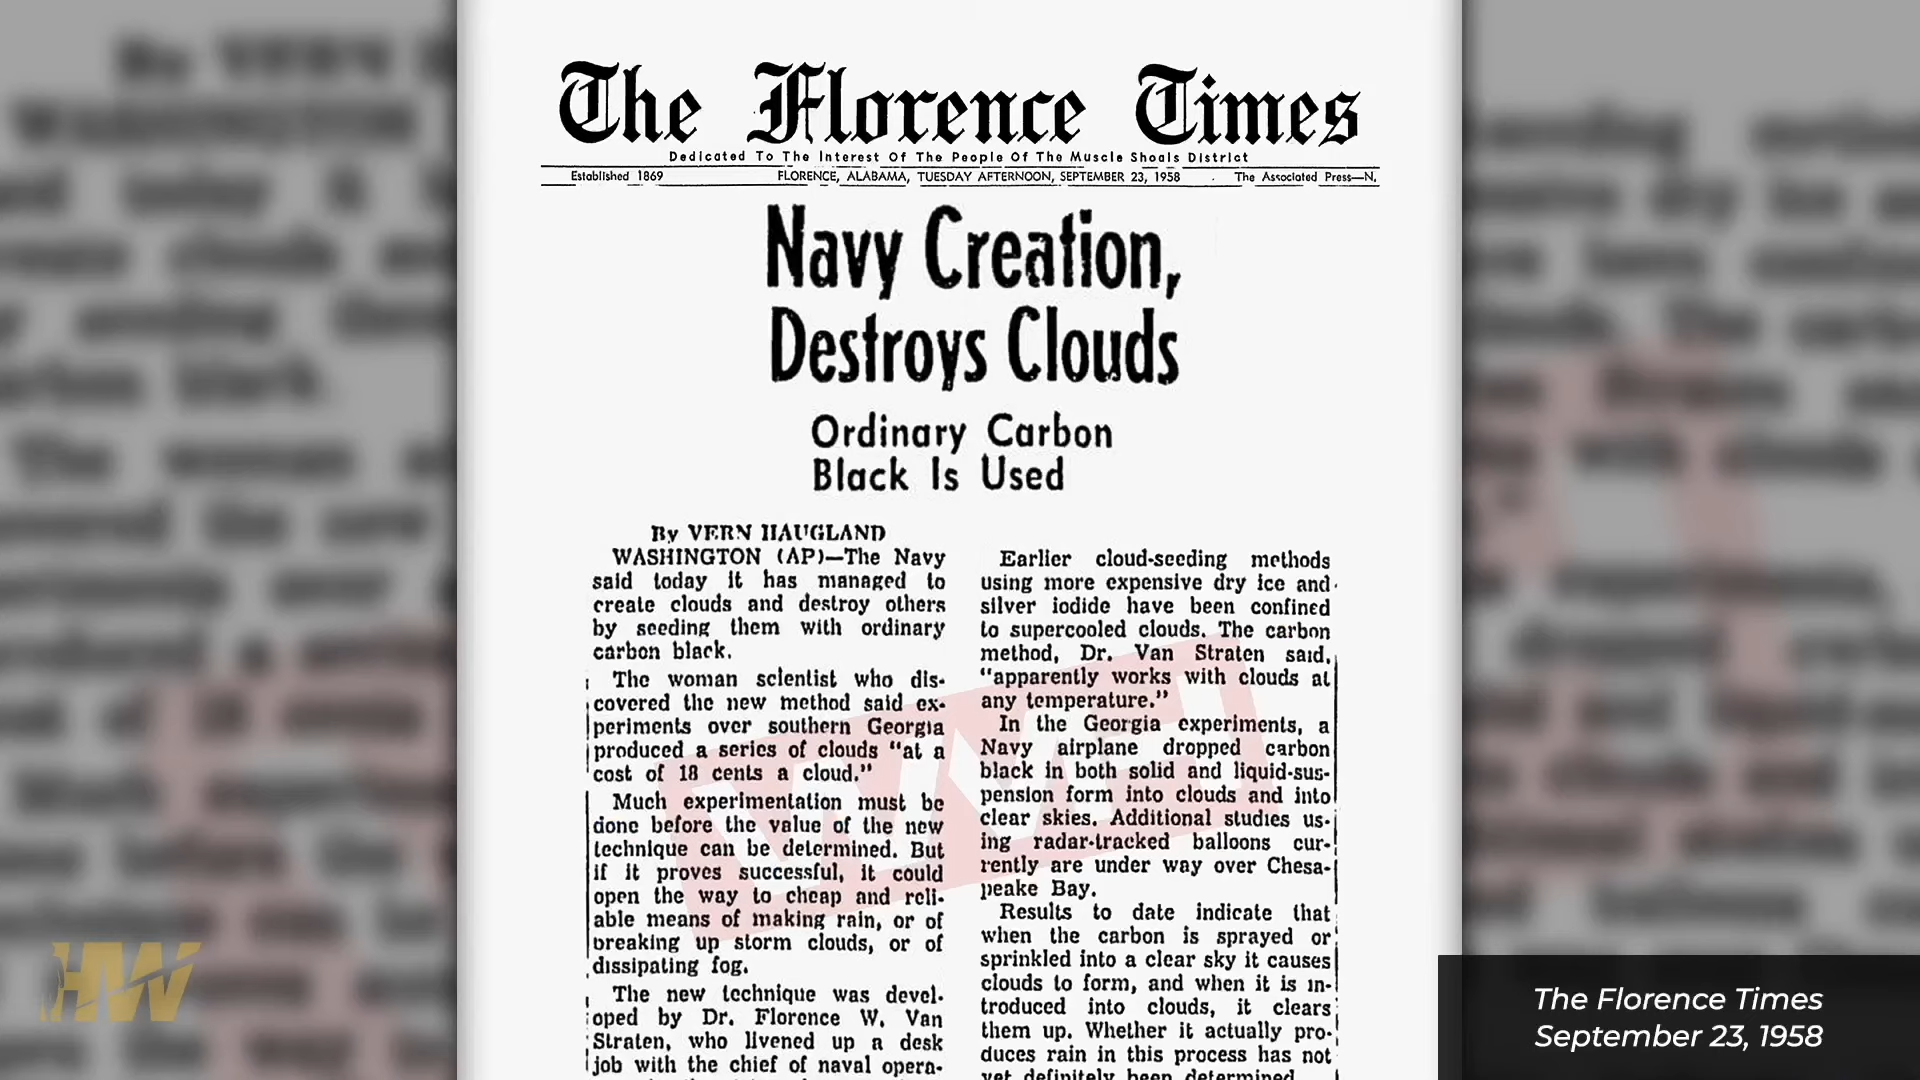 The Florence Times
Dedicated To The Interest Of The People Of The Muscle Shoals District
Established 1869
FLORENCE, ALABAMA, TUESDAY AFTERNOON, SEPTEMBER 23, 1958
The Associated Press—N.
Navy Creation,
Destroys Clouds
Ordinary Carbon
Black Is Used
By VERN HAUGLAND
WASHINGTON (AP)—The Navy
said today it has managed to
create clouds and destroy others
by seeding them with ordinary
carbon black.
The woman scientist who dis-
covered the new method said ex-
periments over southern Georgia
produced a series of clouds “at a
cost of 18 cents a cloud.”
Much experimentation must be
done before the value of the new
technique can be determined. But
if it proves successful, it could
open the way to cheap and reli-
able means of making rain, or of
breaking up storm clouds, or of
dissipating fog.
The new technique was devel-
oped by Dr. Florence W. Van
Straten, who livened up a desk
job with the chief of naval opera-
Earlier cloud-seeding methods
using more expensive dry ice and
silver iodide have been confined
to supercooled clouds. The carbon
method, Dr. Van Straten said,
“apparently works with clouds at
any temperature.”
In the Georgia experiments, a
Navy airplane dropped carbon
black in both solid and liquid-sus-
pension form into clouds and into
clear skies. Additional studies us-
ing radar-tracked balloons cur-
rently are under way over Chesa-
peake Bay.
Results to date indicate that
when the carbon is sprayed or
sprinkled into a clear sky it causes
clouds to form, and when it is in-
troduced into clouds, it clears
them up. Whether it actually pro-
duces rain in this process has not
yet definitely been determined.
HW
The Florence Times
September 23, 1958